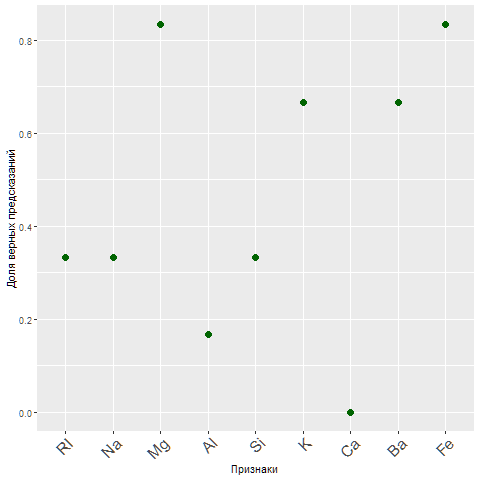 Доля верных предсказаний
0.8
0.6
0.4
0.2
0.0
RI
Na
Mg
Al
Si
K
Ca
Ba
Fe
Признаки